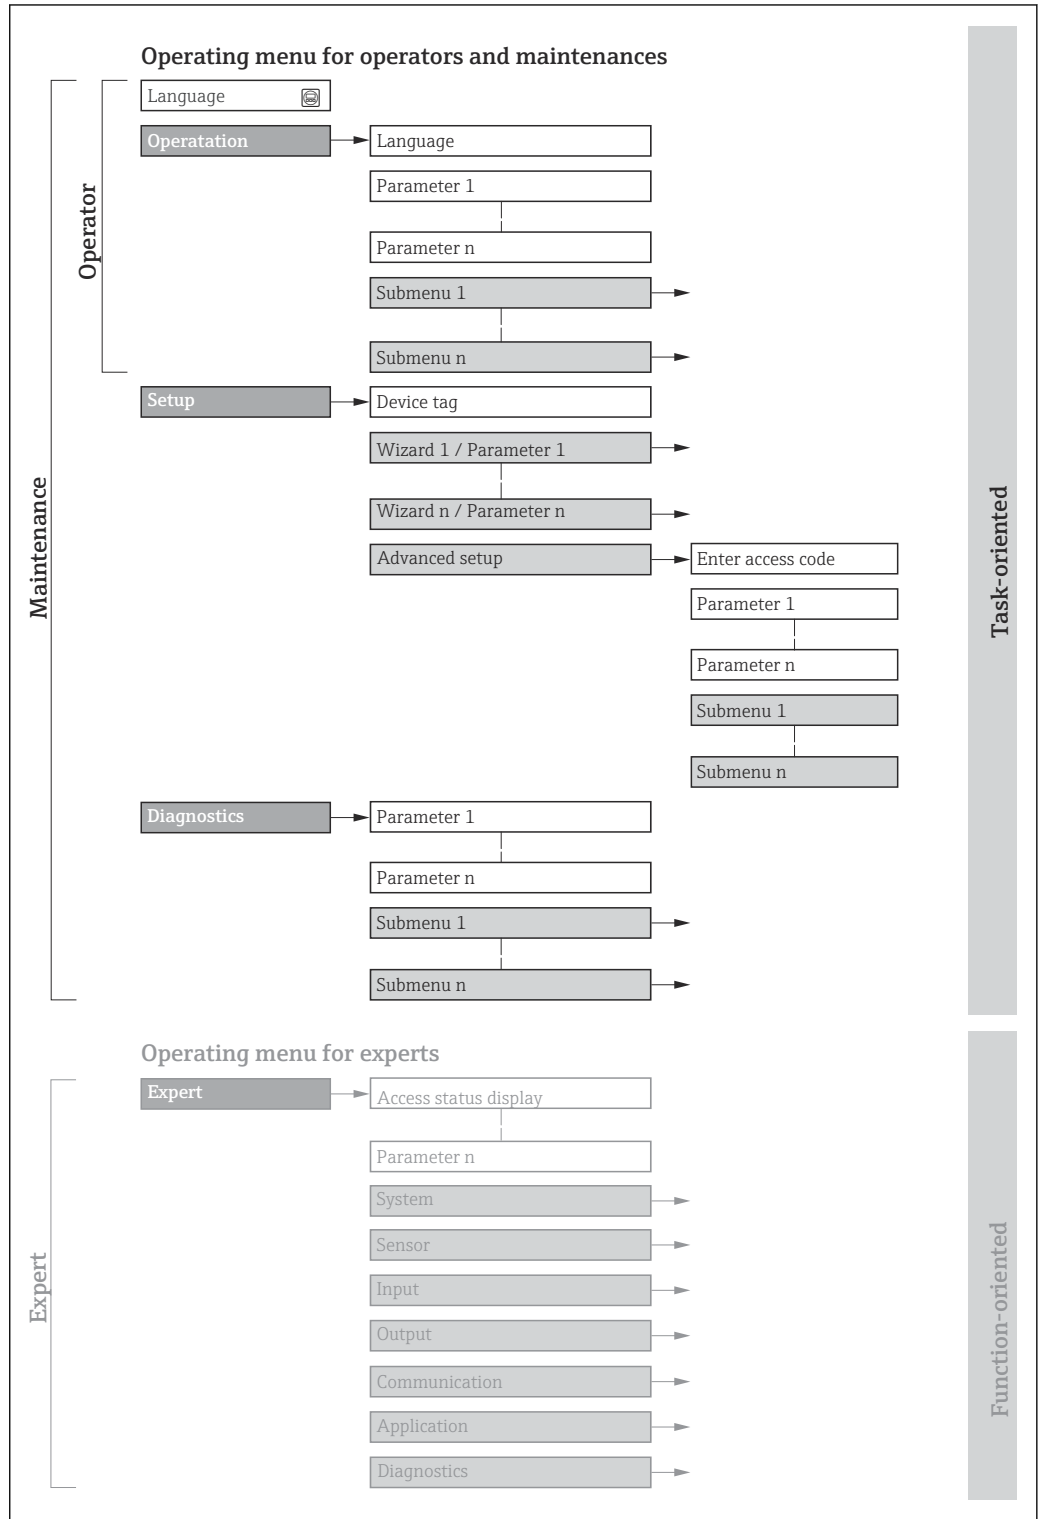 Operating menu for operators and maintenances
Language
Operatation
Language
Parameter 1
Parameter n
Submenu 1
Submenu n
Operator
Setup
Device tag
Wizard 1 / Parameter 1
Wizard n / Parameter n
Advanced setup
Enter access code
Parameter 1
Parameter n
Submenu 1
Submenu n
Maintenance
Task-oriented
Diagnostics
Parameter 1
Parameter n
Submenu 1
Submenu n
Operating menu for experts
Expert
Access status display
Parameter n
System
Sensor
Input
Output
Communication
Application
Diagnostics
Expert
Function-oriented